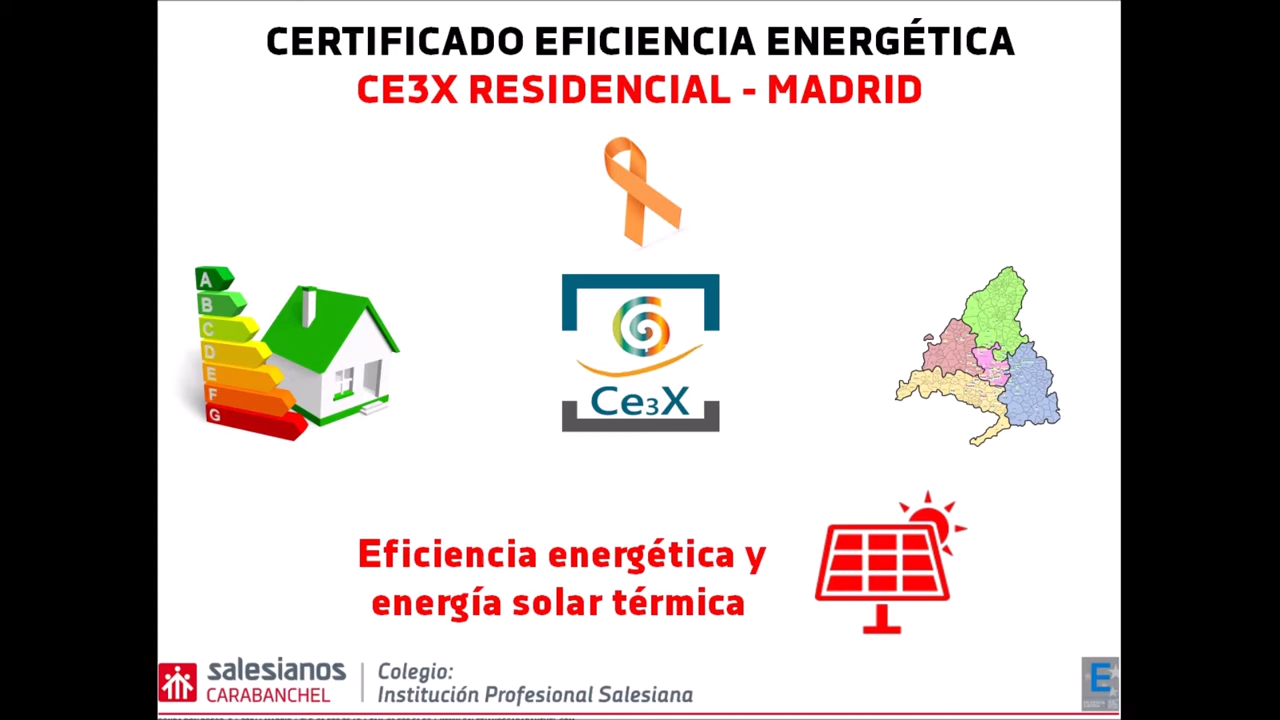 CERTIFICADO EFICIENCIA ENERGÉTICA
CE3X RESIDENCIAL - MADRID
A
B
C
D
E
F
G
Ce3X
Eficiencia energética y
energía solar térmica
salesianos
CARABANCHEL
Colegio:
Institución Profesional Salesiana
E